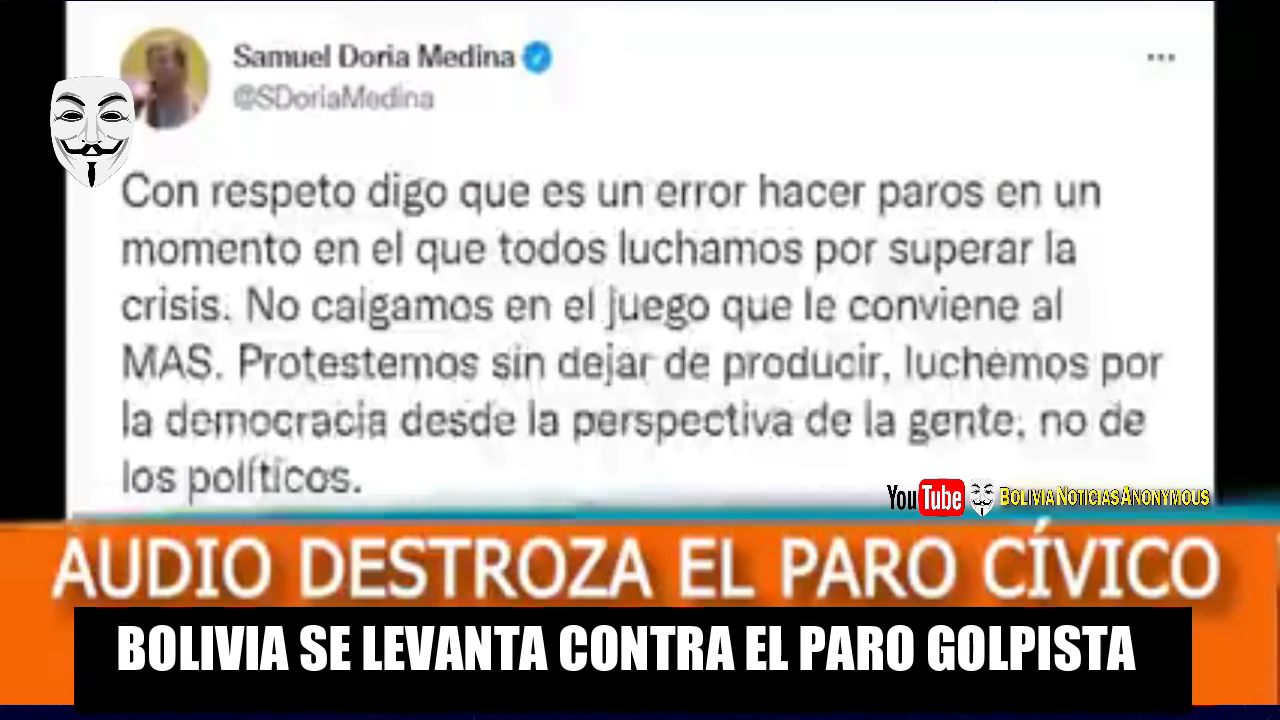 Samuel Doria Medina
@SDoriaMedina
Con respeto digo que es un error hacer paros en un
momento en el que todos luchamos por superar la
crisis. No caigamos en el juego que le conviene al
MAS. Protestemos sin dejar de producir, luchemos por
la democracia desde la perspectiva de la gente; no de
los políticos.
YouTube BOLIVIANOTICIASANONYMOUS
AUDIO DESTROZA EL PARO CÍVICO
BOLIVIA SE LEVANTA CONTRA EL PARO GOLPISTA